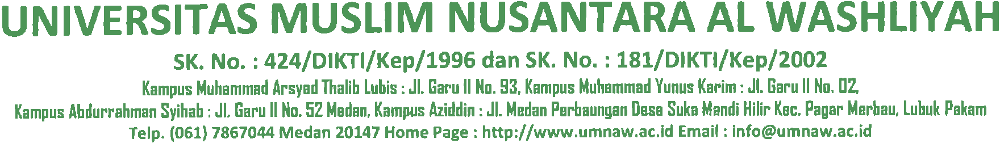 UNIVERSITAS MUSLIM NUSANTARA AL WASHLIYAH
SK. No. : 424/DIKTI/Kep/1996 dan SK. No. : 181/DIKTI/Kep/2002
Kampus Muhammad Arsyad Thalib Lubis : Jl. Garu II No. 93, Kampus Muhammad Yunus Karim : Jl. Garu II No. 02,
Kampus Abdurrahman Syihab : Jl. Garu II No. 52 Medan, Kampus Aziddin : Jl. Medan Perbaungan Desa Suka Mandi Hilir Kec. Pagar Merbau, Lubuk Pakam
Telp. (061) 7867044 Medan 20147 Home Page : http://www.umnaw.ac.id Email : info@umnaw.ac.id